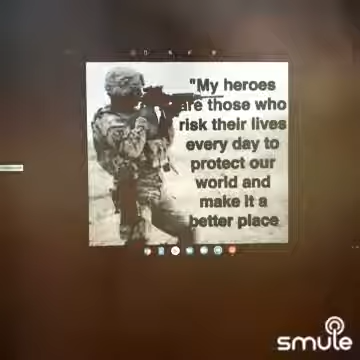 "My heroes
are those who
risk their lives
every day to
protect our
world and
make it a
better place
smule